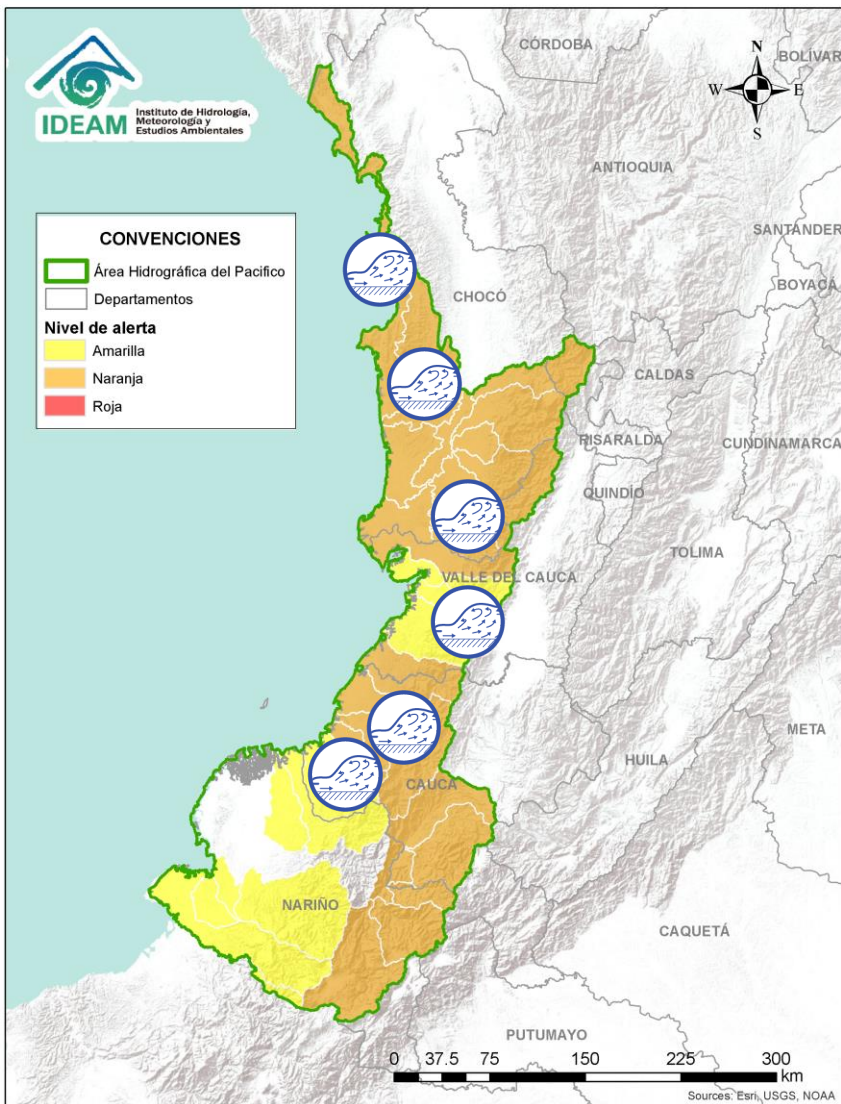 IDEAM
Instituto de Hidrología,
Meteorología y
Estudios Ambientales
CÓRDOBA
BOLÍVAR
N
W
E
S
ANTIOQUIA
SANTANDER
BOYACÁ
CONVENCIONES
Área Hidrográfica del Pacifico
Departamentos
Nivel de alerta
Amarilla
Naranja
Roja
CHOCÓ
CALDAS
RISARALDA
CUNDINAMARCA
QUINDÍO
TOLIMA
VALLE DEL CAUCA
META
HUILA
CAUCA
NARIÑO
CAQUETÁ
PUTUMAYO
0 37.5 75 150 225 300
km
Sources: Esri, USGS, NOAA